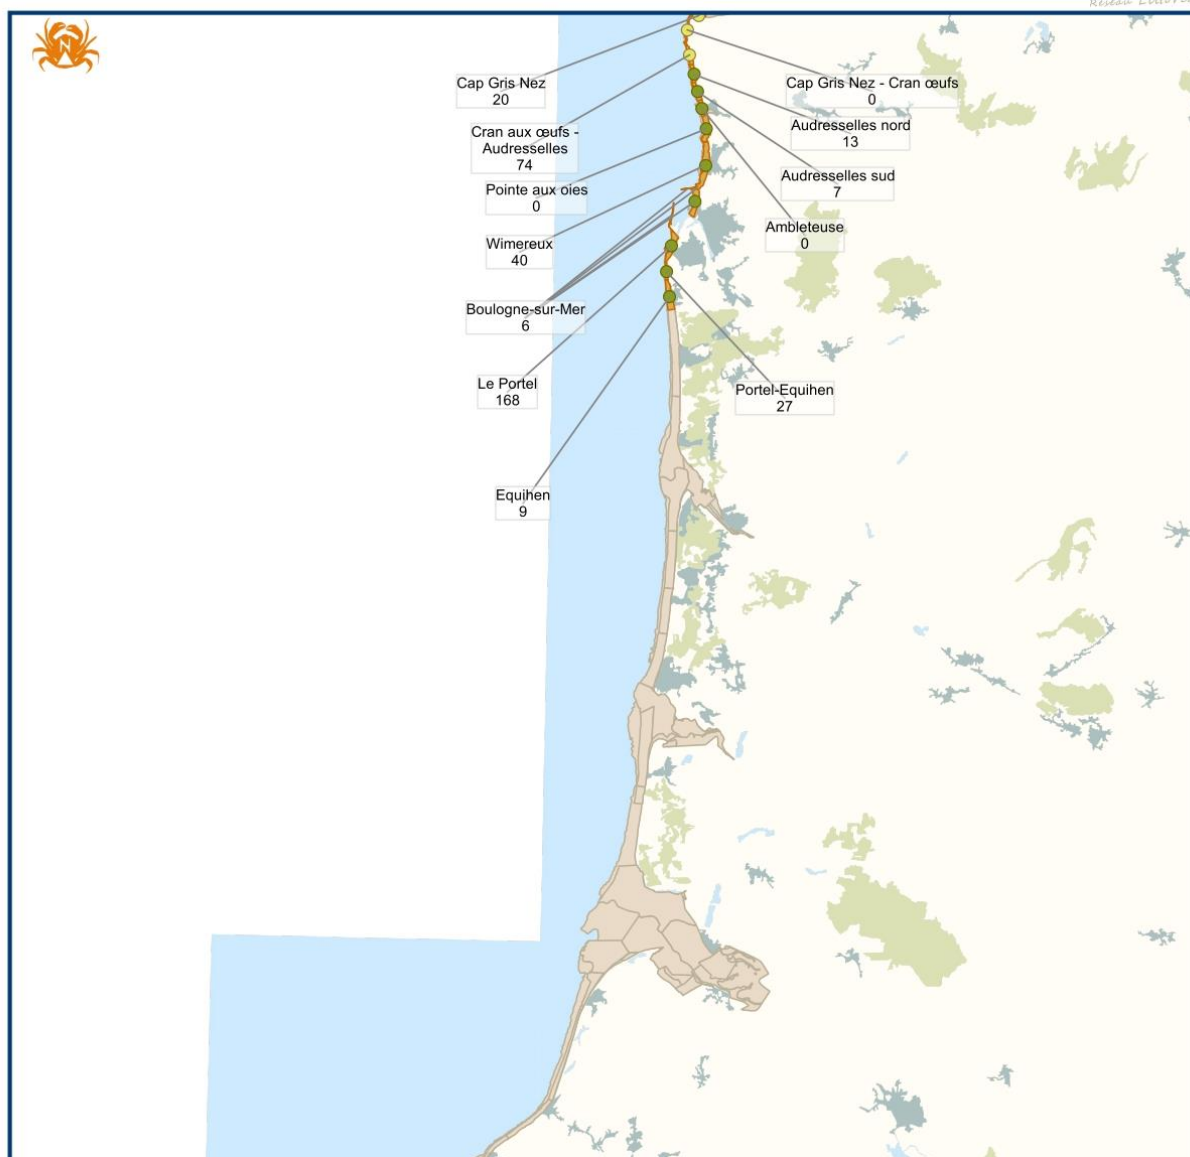 Réseau Littoral
N
Cap Gris Nez
20
Cap Gris Nez - Cran œufs
0
Cran aux œufs -
Audresselles
74
Audresselles nord
13
Pointe aux oies
0
Audresselles sud
7
Wimereux
40
Ambleteuse
0
Boulogne-sur-Mer
6
Le Portel
168
Portel-Equihen
27
Equihen
9